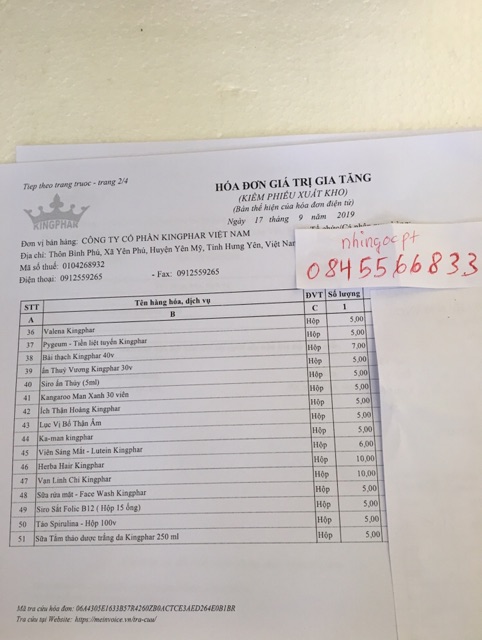 Tiep theo trang truoc - trang 2/4
HÓA ĐƠN GIÁ TRỊ GIA TĂNG
(KIÊM PHIẾU XUẤT KHO)
(Bản thể hiện của hóa đơn điện tử)
Ngày 17 tháng 9 năm 2019
KINGPHAR
Đơn vị bán hàng: CÔNG TY CỔ PHẦN KINGPHAR VIỆT NAM
Địa chỉ: Thôn Bình Phú, Xã Yên Phú, Huyện Yên Mỹ, Tỉnh Hưng Yên, Việt Nam
Mã số thuế: 0104268932
Điện thoại: 0912559265 - Fax: 0912559265
nhingocpt
0845566833
STT Tên hàng hóa, dịch vụ ĐVT Số lượng
A B C 1
36 Valena Kingphar Hộp 5,00
37 Pygeum - Tiền liệt tuyến Kingphar Hộp 5,00
38 Bài thạch Kingphar 40v Hộp 7,00
39 Ấn Thuỷ Vương Kingphar 30v Hộp 5,00
40 Siro ấn Thủy (5ml) Hộp 5,00
41 Kangaroo Man Xanh 30 viên Hộp 5,00
42 Ích Thận Hoàng Kingphar Hộp 5,00
43 Lục Vị Bổ Thận Âm Hộp 5,00
44 Ka-man kingphar Hộp 5,00
45 Viên Sáng Mắt - Lutein Kingphar Hộp 6,00
46 Herba Hair Kingphar Hộp 10,00
47 Vạn Linh Chi Kingphar Hộp 10,00
48 Sữa rửa mặt - Face Wash Kingphar Hộp 5,00
49 Siro Sắt Folic B12 ( Hộp 15 ống) Hộp 5,00
50 Tảo Spirulina - Hộp 100v Hộp 5,00
51 Sữa Tắm thảo dược trắng da Kingphar 250 ml Hộp 5,00
Mã tra cứu hóa đơn: 06A4305E1633B57R4260ZB0ACTCE3AED264E0B1BR
Tra cứu tại Website: https://meinvoice.vn/tra-cuu/